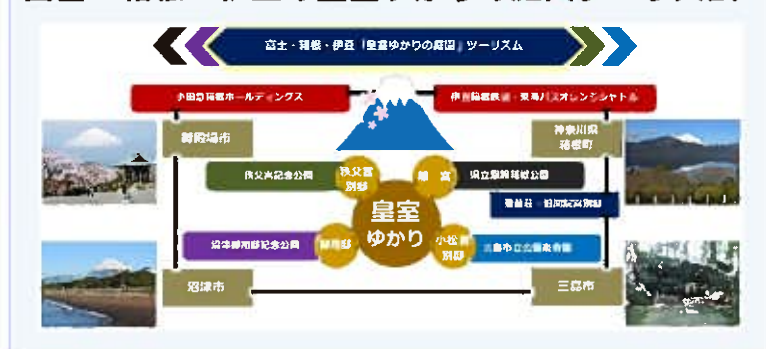 富士・箱根・伊豆「皇室ゆかりの庭園」ツーリズム
小田急箱根ホールディングス
伊豆箱根鉄道・東海バスオレンジシャトル
御殿場市
神奈川県
箱根町
秩父宮記念公園
秩父宮
別邸
離宮
県立恩賜箱根公園
皇室
ゆかり
沼津御用邸記念公園
御用邸
小松宮
別邸
三島市立公園楽寿園
沼津市
三島市